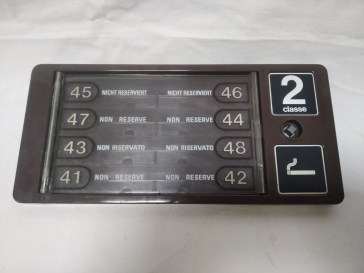 45 NICHT RESERVIERT NICHT RESERVIERT 46
47 NON RESERVE NON RESERVE 44
43 NON RISERVATO NON RISERVATO 48
41 NON RESERVE NON RESERVE 42
2
classe